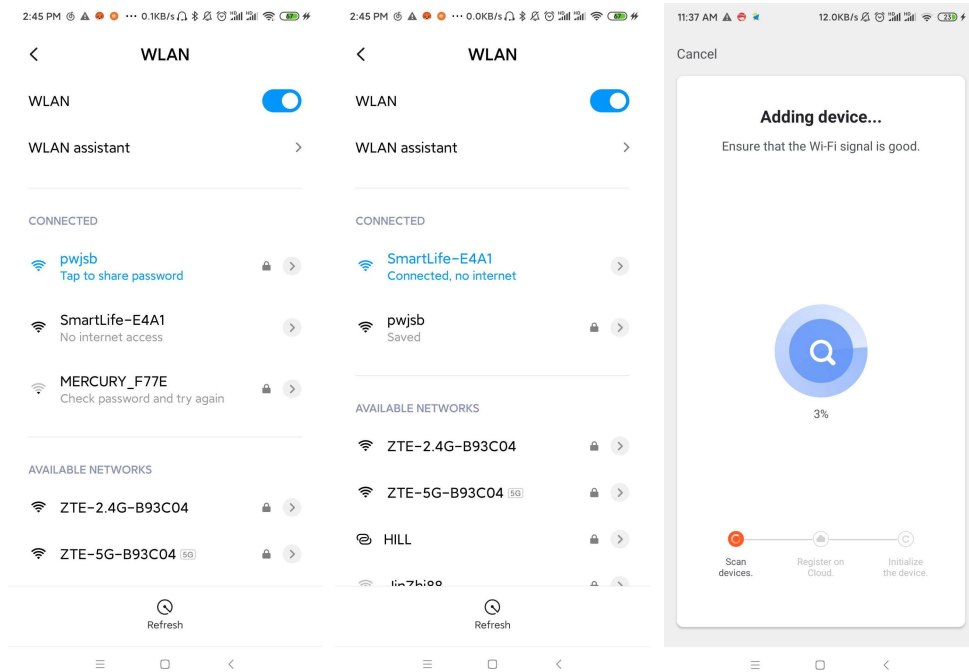 2:45 PM ··· 0.1KB/s 67
WLAN
WLAN
WLAN assistant
CONNECTED
pwjsb
Tap to share password
SmartLife-E4A1
No internet access
MERCURY_F77E
Check password and try again
AVAILABLE NETWORKS
ZTE-2.4G-B93C04
ZTE-5G-B93C04 5G
Refresh
2:45 PM ··· 0.0KB/s 67
WLAN
WLAN
WLAN assistant
CONNECTED
SmartLife-E4A1
Connected, no internet
pwjsb
Saved
AVAILABLE NETWORKS
ZTE-2.4G-B93C04
ZTE-5G-B93C04 5G
HILL
JinZhi88
Refresh
11:37 AM 12.0KB/s 23
Cancel
Adding device...
Ensure that the Wi-Fi signal is good.
3%
Scan
devices.
Register on
Cloud.
Initialize
the device.